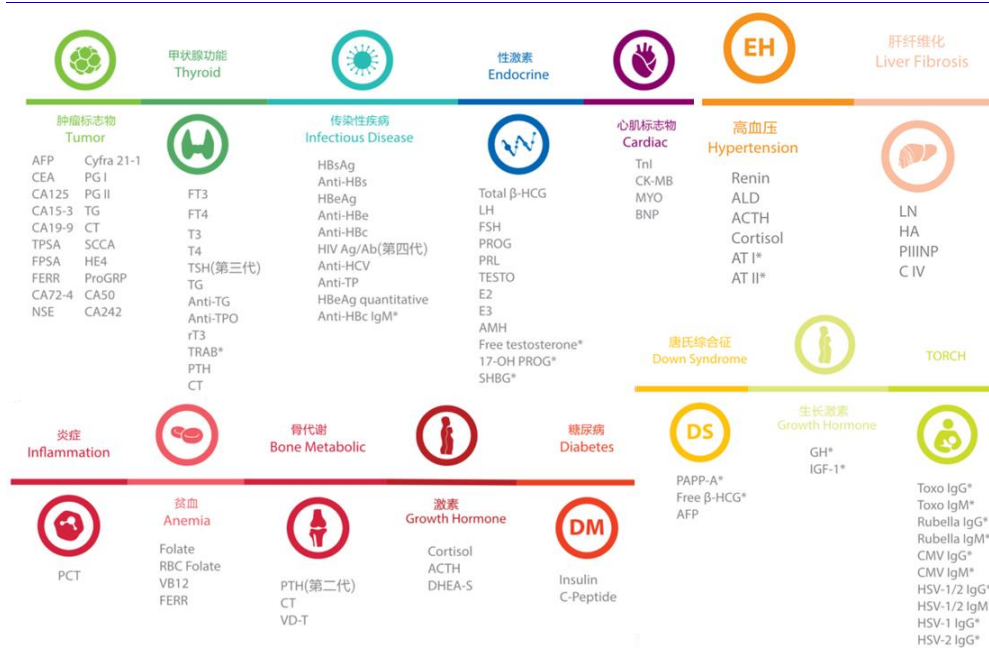 肿瘤标志物
Tumor
AFP Cyfra 21-1
CEA PG I
CA125 PG II
CA15-3 TG
CA19-9 CT
TPSA SCCA
FPSA HE4
FERR ProGRP
CA72-4 CA50
NSE CA242
甲状腺功能
Thyroid
FT3
FT4
T3
T4
TSH(第三代)
TG
Anti-TG
Anti-TPO
rT3
TRAB*
PTH
CT
传染性疾病
Infectious Disease
HBsAg
Anti-HBs
HBeAg
Anti-HBe
Anti-HBc
HIV Ag/Ab(第四代)
Anti-HCV
Anti-TP
HBeAg quantitative
Anti-HBc IgM*
性激素
Endocrine
Total β-HCG
LH
FSH
PROG
PRL
TESTO
E2
E3
AMH
Free testosterone*
17-OH PROG*
SHBG*
心肌标志物
Cardiac
TnI
CK-MB
MYO
BNP
EH
高血压
Hypertension
Renin
ALD
ACTH
Cortisol
AT I*
AT II*
肝纤维化
Liver Fibrosis
LN
HA
PIIINP
C IV
炎症
Inflammation
PCT
贫血
Anemia
Folate
RBC Folate
VB12
FERR
骨代谢
Bone Metabolic
PTH(第二代)
CT
VD-T
激素
Growth Hormone
Cortisol
ACTH
DHEA-S
糖尿病
Diabetes
DM
Insulin
C-Peptide
唐氏综合征
Down Syndrome
DS
PAPP-A*
Free β-HCG*
AFP
生长激素
Growth Hormone
GH*
IGF-1*
TORCH
Toxo IgG*
Toxo IgM*
Rubella IgG*
Rubella IgM*
CMV IgG*
CMV IgM*
HSV-1/2 IgG*
HSV-1/2 IgM
HSV-1 IgG*
HSV-2 IgG*